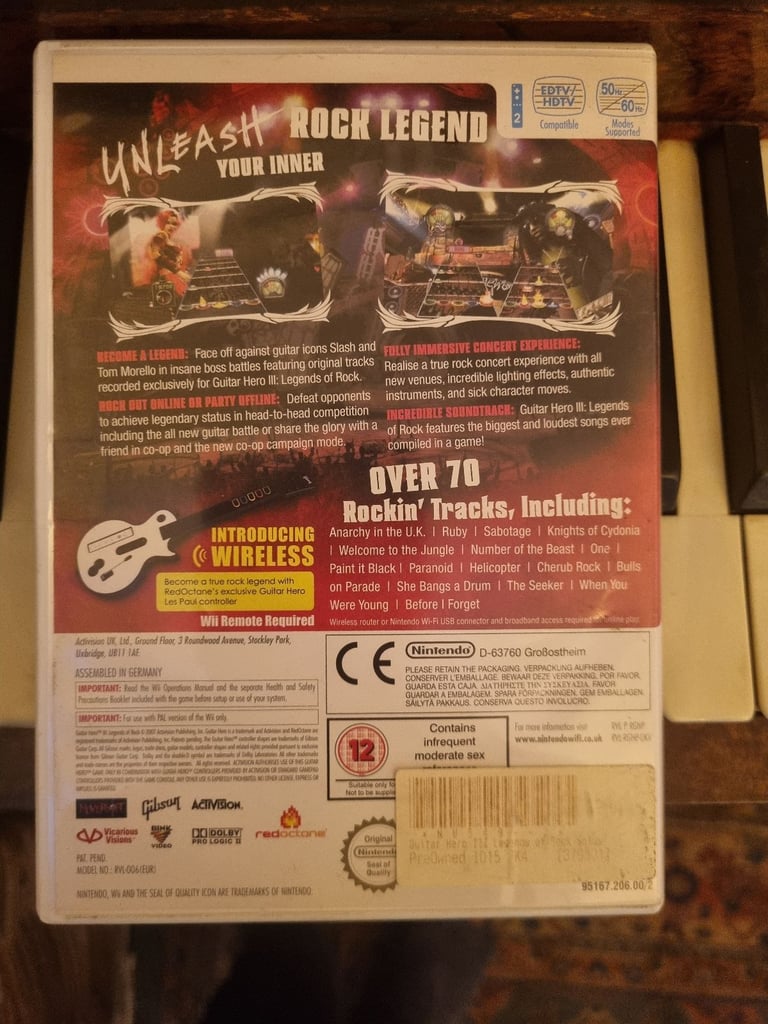 EDTV/
HDTV
Compatible
50Hz
60Hz
Modes
Supported
2
UNLEASH
YOUR INNER
ROCK LEGEND
BECOME A LEGEND: Face off against guitar icons Slash and
Tom Morello in insane boss battles featuring original tracks
recorded exclusively for Guitar Hero III: Legends of Rock.
ROCK OUT ONLINE OR PARTY OFFLINE: Defeat opponents
to achieve legendary status in head-to-head competition
including the all new guitar battle or share the glory with a
friend in co-op and the new co-op campaign mode.
FULLY IMMERSIVE CONCERT EXPERIENCE:
Realise a true rock concert experience with all
new venues, incredible lighting effects, authentic
instruments, and sick character moves.
INCREDIBLE SOUNDTRACK: Guitar Hero III: Legends
of Rock features the biggest and loudest songs ever
compiled in a game!
OVER 70
Rockin' Tracks, Including:
Anarchy in the U.K. | Ruby | Sabotage | Knights of Cydonia
| Welcome to the Jungle | Number of the Beast | One |
Paint it Black | Paranoid | Helicopter | Cherub Rock | Bulls
on Parade | She Bangs a Drum | The Seeker | When You
Were Young | Before I Forget
Wireless router or Nintendo Wi-Fi USB connector and broadband access required for online play.
INTRODUCING
WIRELESS
Become a true rock legend with
RedOctane's exclusive Guitar Hero
Les Paul controller
Wii Remote Required
Activision UK, Ltd., Ground Floor, 3 Roundwood Avenue, Stockley Park,
Uxbridge, UB11 1AE.
ASSEMBLED IN GERMANY
IMPORTANT: Read the Wii Operations Manual and the separate Health and Safety
Precautions Booklet included with the game before setup or use of your system.
IMPORTANT: For use with PAL version of the Wii only.
CE
Nintendo D-63760 Großostheim
PLEASE RETAIN THE PACKAGING. VERPACKUNG AUFHEBEN.
CONSERVER L'EMBALLAGE. BEWAAR DEZE VERPAKKING. POR FAVOR,
GUARDA ESTA CAJA. ΔΙΑΤΗΡΗΣΤΕ ΤΗΝ ΣΥΣΚΕΥΑΣΙΑ. FAVOR
GUARDAR A EMBALAGEM. SPARA FÖRPACKNINGEN. GEM EMBALLAGEN.
SÄILYTÄ PAKKAUS. CONSERVA QUESTO INVOLUCRO.
12
Suitable only fo
Not to be supplie
Contains
infrequent
moderate sex
For more information visit
www.nintendowifi.co.uk
Gibson
ACTIVISION.
Vicarious
Visions
BINK
VIDEO
DOLBY
PRO LOGIC II
redoctane
PAT. PEND.
MODEL NO.: RVL-006(EUR)
NINTENDO, Wii AND THE SEAL OF QUALITY ICON ARE TRADEMARKS OF NINTENDO.
Original
Nintendo
Seal of
Quality
PreOwned 1015
95167.206.00/2